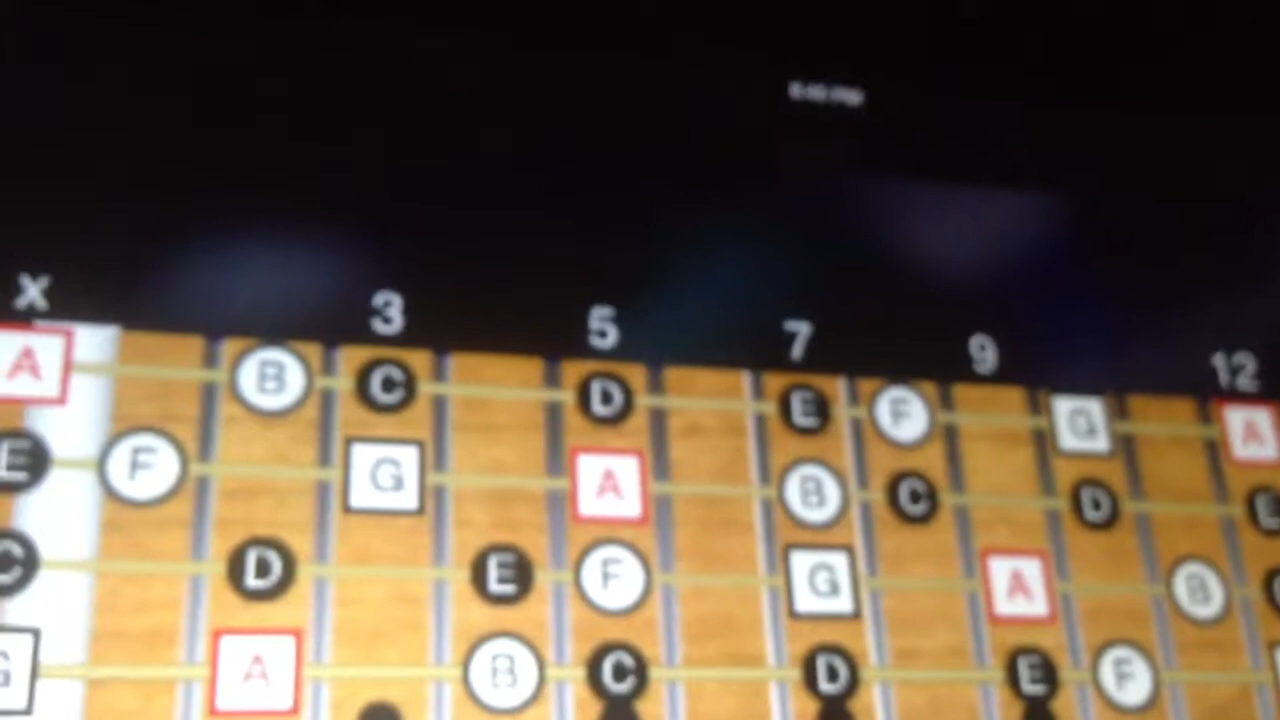 X 3 5 7 9 12
A B C D E F G A
E F G A B C D E
C D E F G A B
G A B C D E F